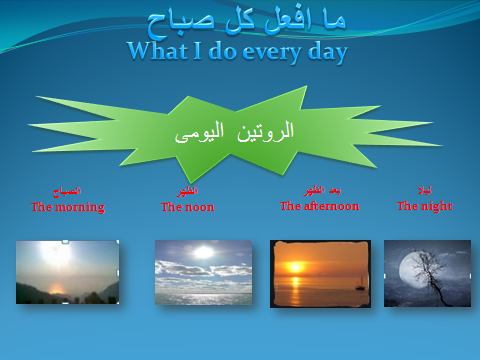 ما افعل كل صباح
What I do every day
الروتين اليومى
الصباح
The morning
الظهر
The noon
بعد الظهر
The afternoon
ليلا
The night